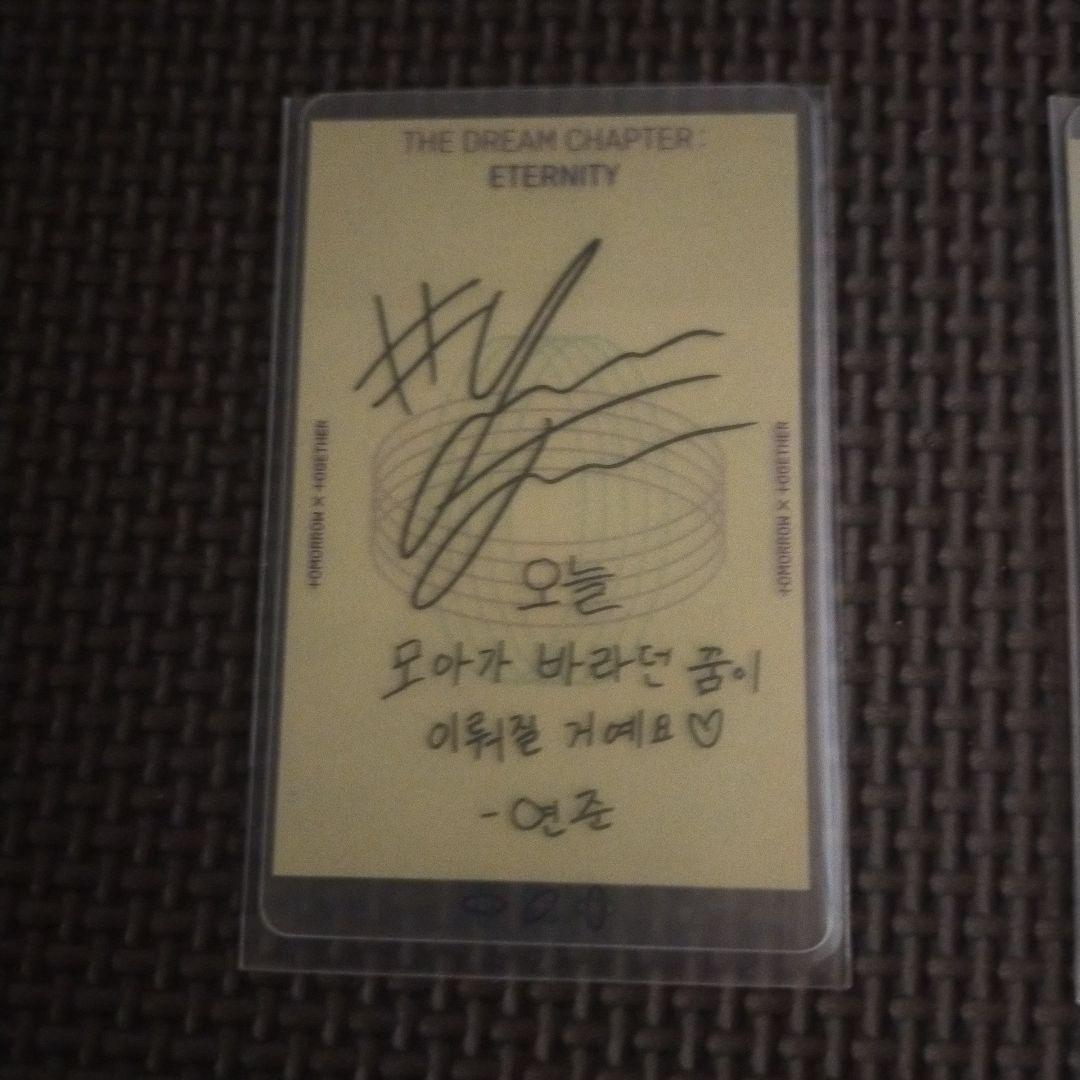 THE DREAM CHAPTER:
ETERNITY
TOMORROW X TOGETHER
TOMORROW X TOGETHER
오늘
모아가 바라던 꿈이
이뤄질 거예요♡
-연준